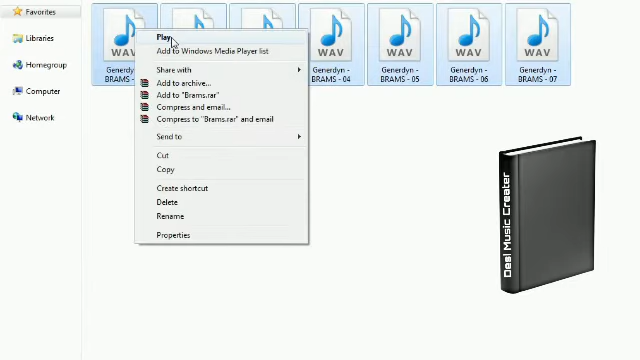 Favorites
Libraries
Homegroup
Computer
Network
WAV
WAV
WAV
WAV
WAV
Generdyn -
BRAMS - 04
Generdyn -
BRAMS - 05
Generdyn -
BRAMS - 06
Generdyn -
BRAMS - 07
Play
Add to Windows Media Player list
Share with
Add to archive...
Add to "Brams.rar"
Compress and email...
Compress to "Brams.rar" and email
Send to
Cut
Copy
Create shortcut
Delete
Rename
Properties
Desi Music Creater